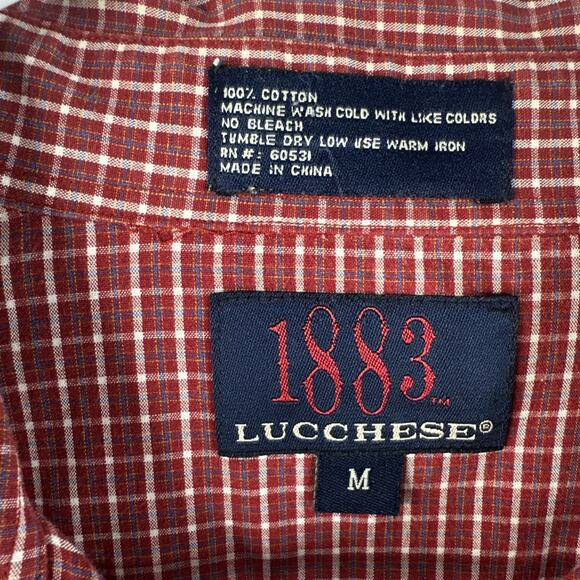 100% COTTON
MACHINE WASH COLD WITH LIKE COLORS
NO BLEACH
TUMBLE DRY LOW USE WARM IRON
RN #: 60531
MADE IN CHINA
1883™
LUCCHESE®
M